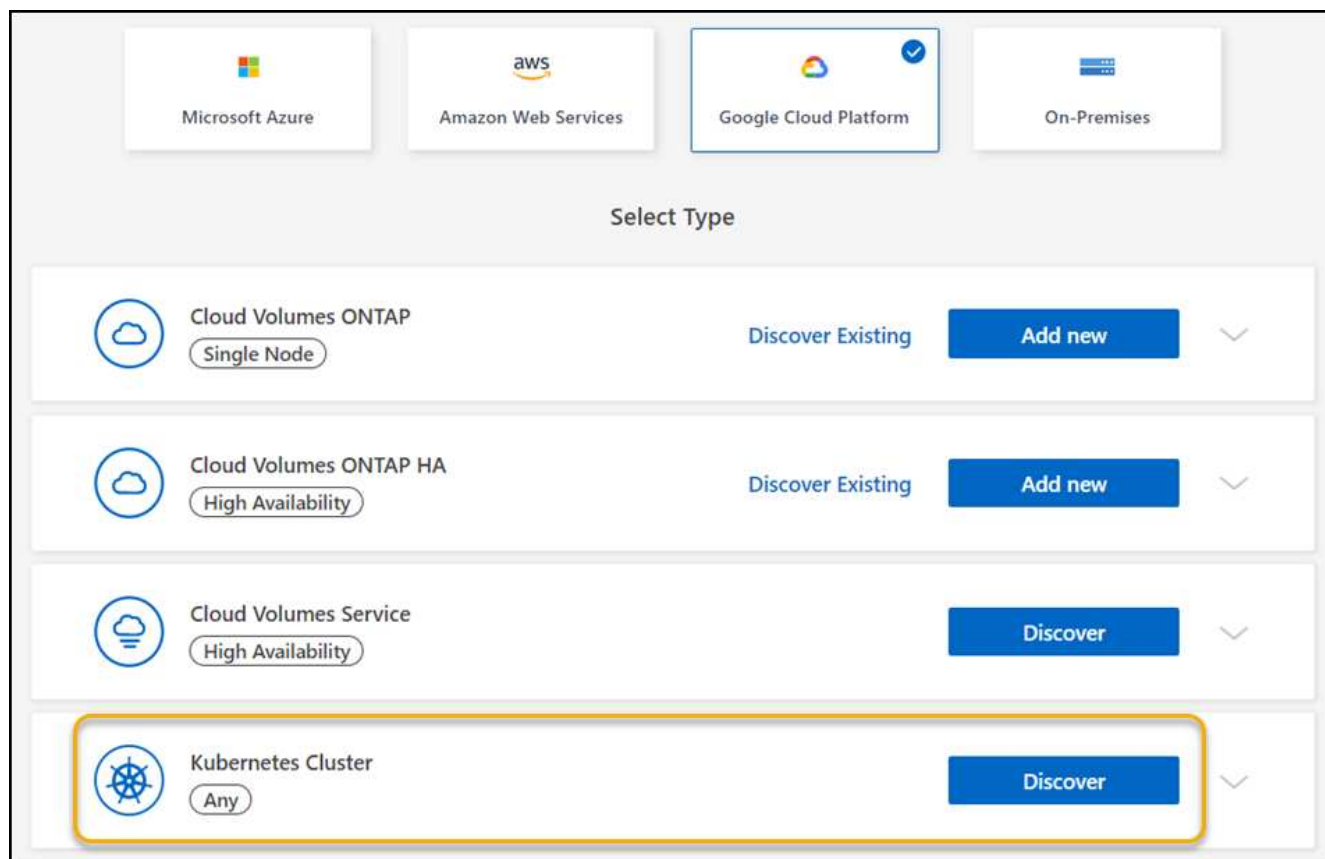 aws
Microsoft Azure
Amazon Web Services
Google Cloud Platform
On-Premises
Select Type
Cloud Volumes ONTAP
Single Node
Discover Existing
Add new
Cloud Volumes ONTAP HA
High Availability
Discover Existing
Add new
Cloud Volumes Service
High Availability
Discover
Kubernetes Cluster
Any
Discover